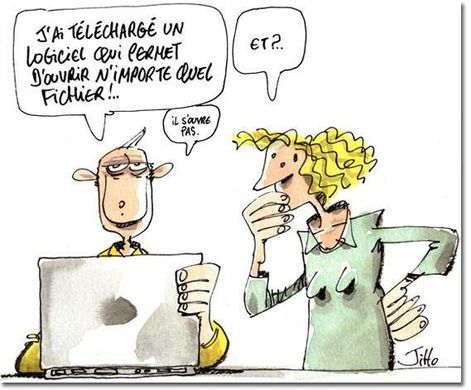 J'AI TÉLÉCHARGÉ UN
LOGICIEL QUI PERMET
D'OUVRIR N'IMPORTE QUEL
FICHIER!..
ET?..
IL S'OUVRE
PAS.
Jiho